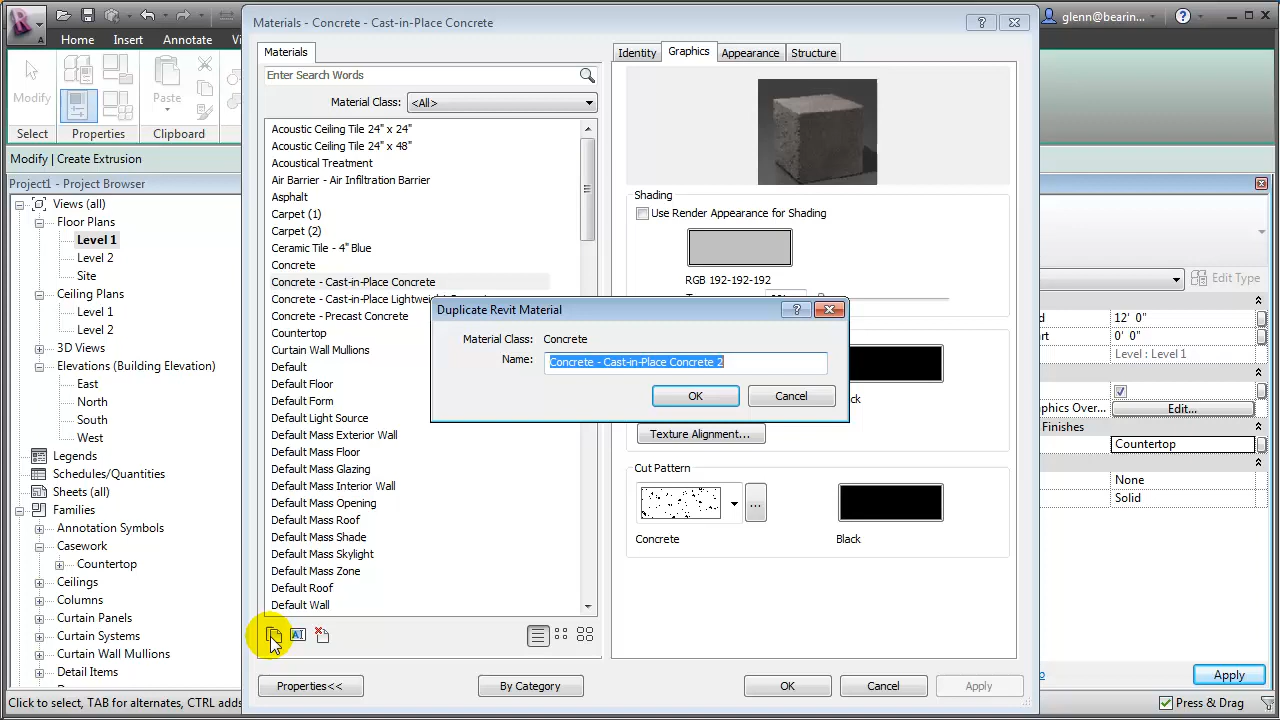 Materials - Concrete - Cast-in-Place Concrete
glenn@bearin...
Home Insert Annotate
Modify
Paste
Select Properties Clipboard
Modify | Create Extrusion
Project1 - Project Browser
Views (all)
Floor Plans
Level 1
Level 2
Site
Ceiling Plans
Level 1
Level 2
3D Views
Elevations (Building Elevation)
East
North
South
West
Legends
Schedules/Quantities
Sheets (all)
Families
Annotation Symbols
Casework
Countertop
Ceilings
Columns
Curtain Panels
Curtain Systems
Curtain Wall Mullions
Detail Items
Click to select, TAB for alternates, CTRL adds
Materials
Enter Search Words
Material Class: <All>
Acoustic Ceiling Tile 24" x 24"
Acoustic Ceiling Tile 24" x 48"
Acoustical Treatment
Air Barrier - Air Infiltration Barrier
Asphalt
Carpet (1)
Carpet (2)
Ceramic Tile - 4" Blue
Concrete
Concrete - Cast-in-Place Concrete
Concrete - Cast-in-Place Lightweight
Concrete - Precast Concrete
Countertop
Curtain Wall Mullions
Default
Default Floor
Default Form
Default Light Source
Default Mass Exterior Wall
Default Mass Floor
Default Mass Glazing
Default Mass Interior Wall
Default Mass Opening
Default Mass Roof
Default Mass Shade
Default Mass Skylight
Default Mass Zone
Default Roof
Default Wall
AI
Properties<<
By Category
OK
Cancel
Apply
Identity Graphics Appearance Structure
Shading
Use Render Appearance for Shading
RGB 192-192-192
Duplicate Revit Material
Material Class: Concrete
Name: Concrete - Cast-in-Place Concrete 2
OK Cancel
Texture Alignment...
Cut Pattern
...
Concrete
Black
Edit Type
12' 0"
0' 0"
Level : Level 1
Edit...
Finishes
Countertop
None
Solid
Apply
Press & Drag